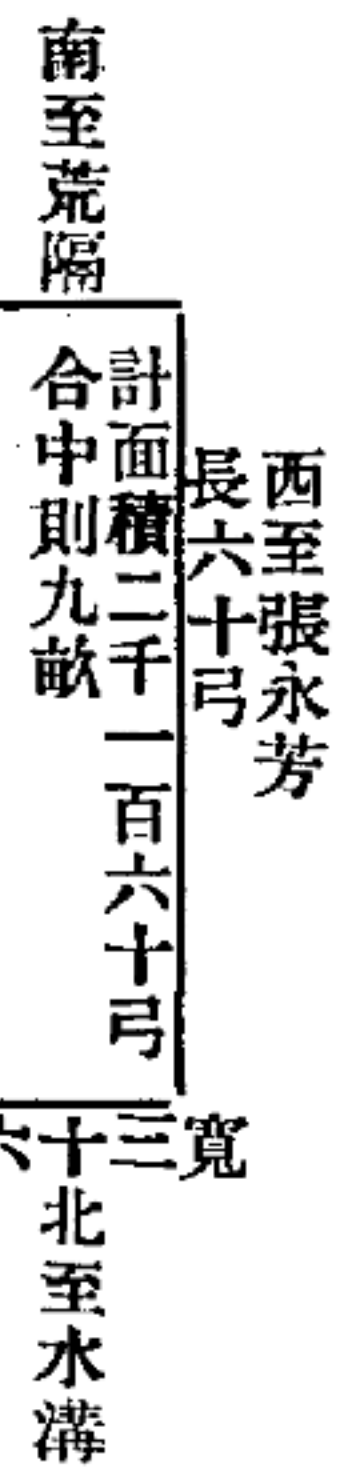 西至張永芳
長六十弓
計面積二千一百六十弓
合中則九畝
南至荒隔
寬三十六
北至水溝